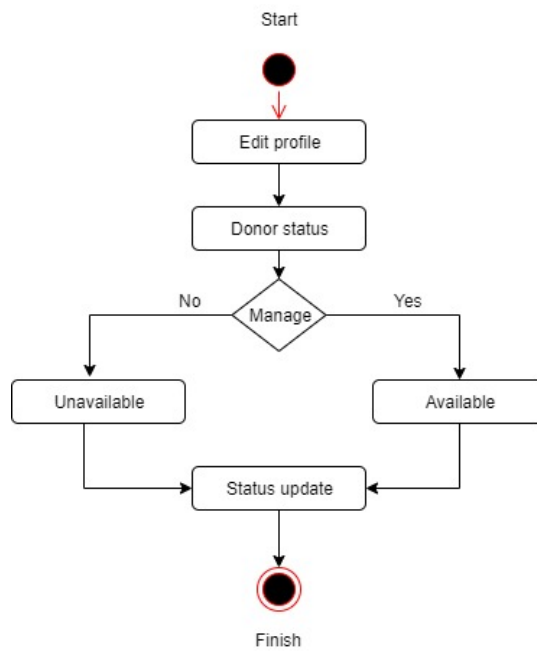 Start
Edit profile
Donor status
No
Manage
Yes
Unavailable
Available
Status update
Finish